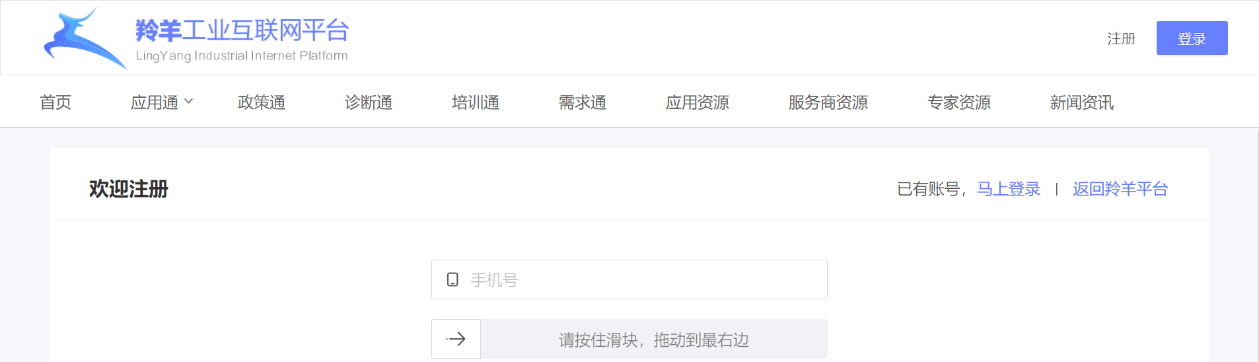 羚羊工业互联网平台
LingYang Industrial Internet Platform
注册 登录
首页 应用通 政策通 诊断通 培训通 需求通 应用资源 服务商资源 专家资源 新闻资讯
欢迎注册 已有账号，马上登录 | 返回羚羊平台
手机号
请按住滑块，拖动到最右边